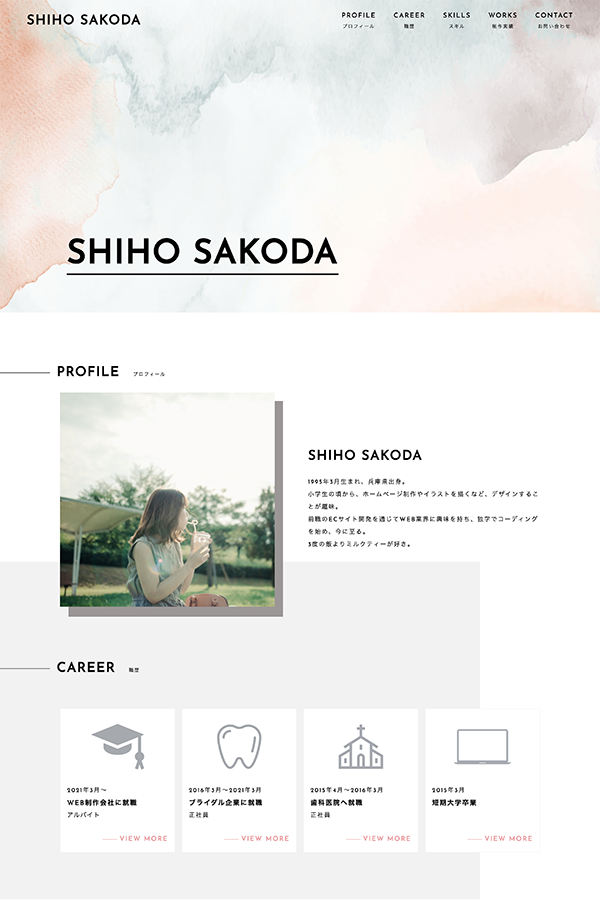 SHIHO SAKODA
PROFILE
プロフィール
CAREER
職歴
SKILLS
スキル
WORKS
制作実績
CONTACT
お問い合わせ
SHIHO SAKODA
PROFILE プロフィール
SHIHO SAKODA
1995年3月生まれ、兵庫県出身。
小学生の頃から、ホームページ制作やイラストを描くなど、デザインするこ
とが趣味。
前職のECサイト開発を通じてWEB業界に興味を持ち、独学でコーディング
を始め、今に至る。
3度の飯よりミルクティーが好き。
CAREER 職歴
2021年3月〜
WEB制作会社に就職
アルバイト
VIEW MORE
2016年3月〜2021年3月
ブライダル企業に就職
正社員
VIEW MORE
2015年4月〜2016年3月
歯科医院へ就職
正社員
VIEW MORE
2015年3月
短期大学卒業
VIEW MORE